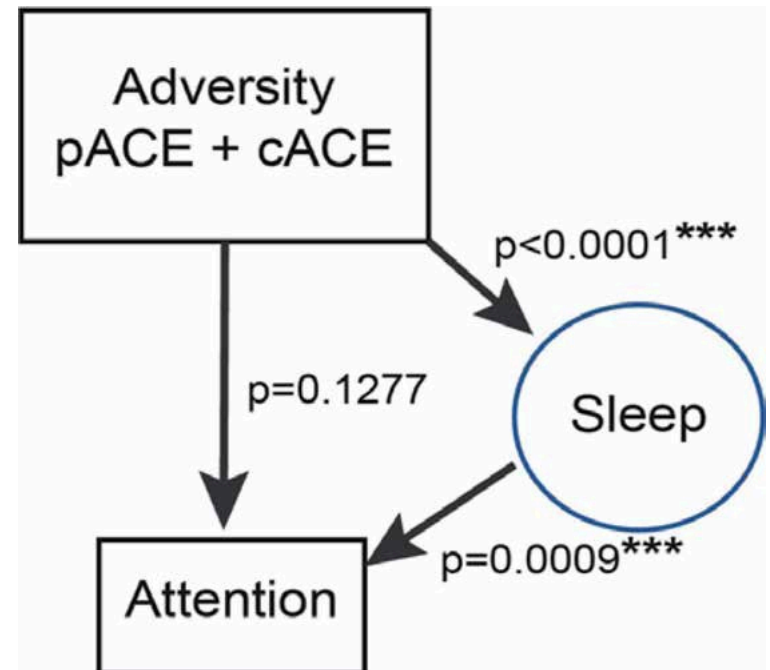 Adversity
pACE + cACE
p<0.0001***
p=0.1277
Sleep
p=0.0009***
Attention